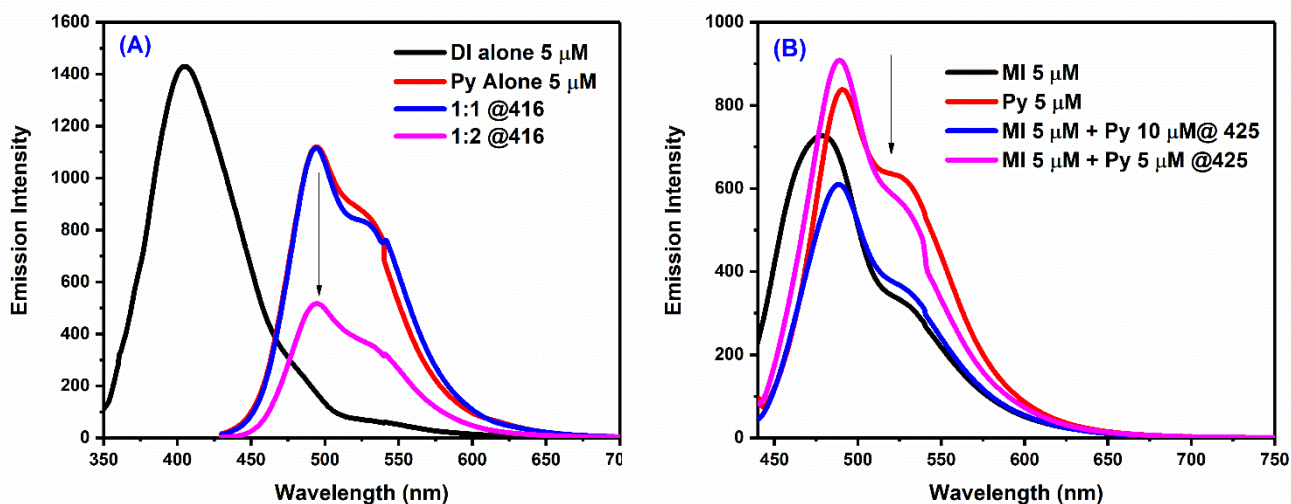 (A)
DI alone 5 μM
Py Alone 5 μM
1:1 @416
1:2 @416
Emission Intensity
1600
1400
1200
1000
800
600
400
200
0
350 400 450 500 550 600 650 700
Wavelength (nm)
(B)
MI 5 μM
Py 5 μM
MI 5 μM + Py 10 μM@ 425
MI 5 μM + Py 5 μM @425
Emission Intensity
1000
800
600
400
200
0
450 500 550 600 650 700 750
Wavelength (nm)